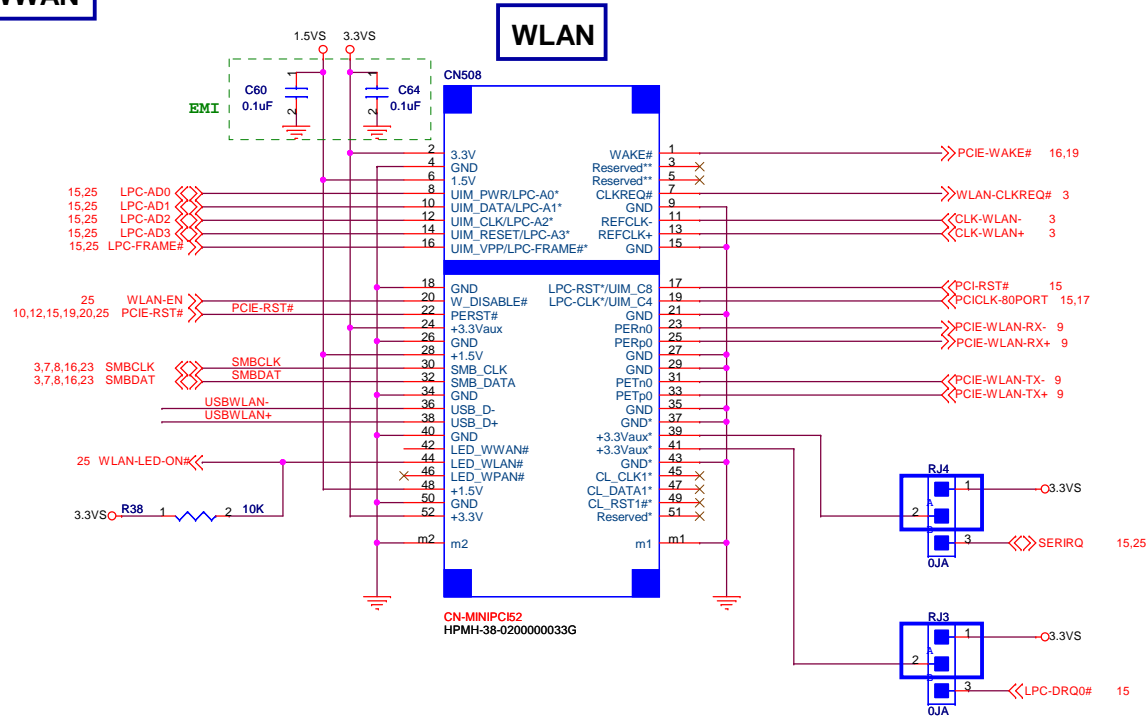 WWAN
WLAN
1.5VS 3.3VS
EMI
C60 0.1uF 1 2
C64 0.1uF 1 2
CN508
2 3.3V
4 GND
6 1.5V
15,25 LPC-AD0 8 UIM_PWR/LPC-A0*
15,25 LPC-AD1 10 UIM_DATA/LPC-A1*
15,25 LPC-AD2 12 UIM_CLK/LPC-A2*
15,25 LPC-AD3 14 UIM_RESET/LPC-A3*
15,25 LPC-FRAME# 16 UIM_VPP/LPC-FRAME#*
WAKE# 1 PCIE-WAKE# 16,19
Reserved** 3
Reserved** 5
CLKREQ# 7 WLAN-CLKREQ# 3
GND 9
REFCLK- 11 CLK-WLAN- 3
REFCLK+ 13 CLK-WLAN+ 3
GND 15
18 GND
25 WLAN-EN 20 W_DISABLE#
10,12,15,19,20,25 PCIE-RST# PCIE-RST# 22 PERST#
24 +3.3Vaux
26 GND
28 +1.5V
3,7,8,16,23 SMBCLK SMBCLK 30 SMB_CLK
3,7,8,16,23 SMBDAT SMBDAT 32 SMB_DATA
34 GND
USBWLAN- 36 USB_D-
USBWLAN+ 38 USB_D+
40 GND
42 LED_WWAN#
25 WLAN-LED-ON# 44 LED_WLAN#
46 LED_WPAN#
48 +1.5V
50 GND
52 +3.3V
m2 m2
3.3VS R38 1 2 10K
LPC-RST*/UIM_C8 17 PCI-RST# 15
LPC-CLK*/UIM_C4 19 PCICLK-80PORT 15,17
GND 21
PERn0 23 PCIE-WLAN-RX- 9
PERp0 25 PCIE-WLAN-RX+ 9
GND 27
GND 29
PETn0 31 PCIE-WLAN-TX- 9
PETp0 33 PCIE-WLAN-TX+ 9
GND 35
GND* 37
+3.3Vaux* 39
+3.3Vaux* 41
GND* 43
CL_CLK1* 45
CL_DATA1* 47
CL_RST1#* 49
Reserved* 51
m1 m1
CN-MINIPCI52
HPMH-38-0200000033G
RJ4
1 3.3VS
2 A
3 SERIRQ 15,25
0JA
RJ3
1 3.3VS
2 A
3 LPC-DRQ0# 15
0JA